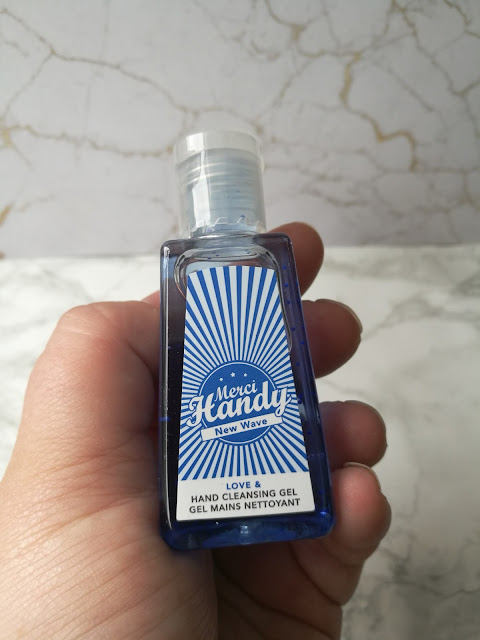 Merci
Handy
New Wave
LOVE &
HAND CLEANSING GEL
GEL MAINS NETTOYANT